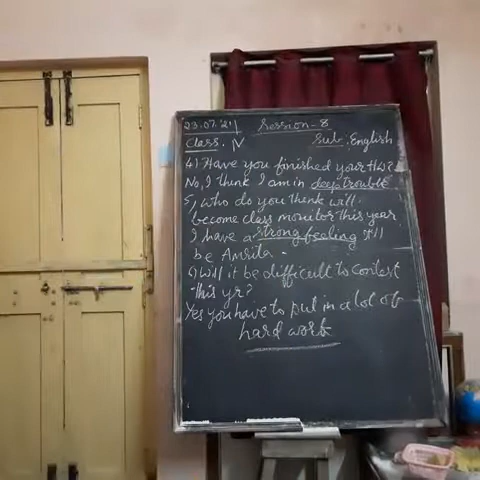 23.07.'21 Session-8
Class. IV Sub. English
4) Have you finished your HW?
No, I think I am in deep trouble
5) Who do you think will
become class monitor this year
I have a strong feeling It'll
be Amrita.
6) Will it be difficult to contest
this yr?
Yes you have to put in a lot of
hard work